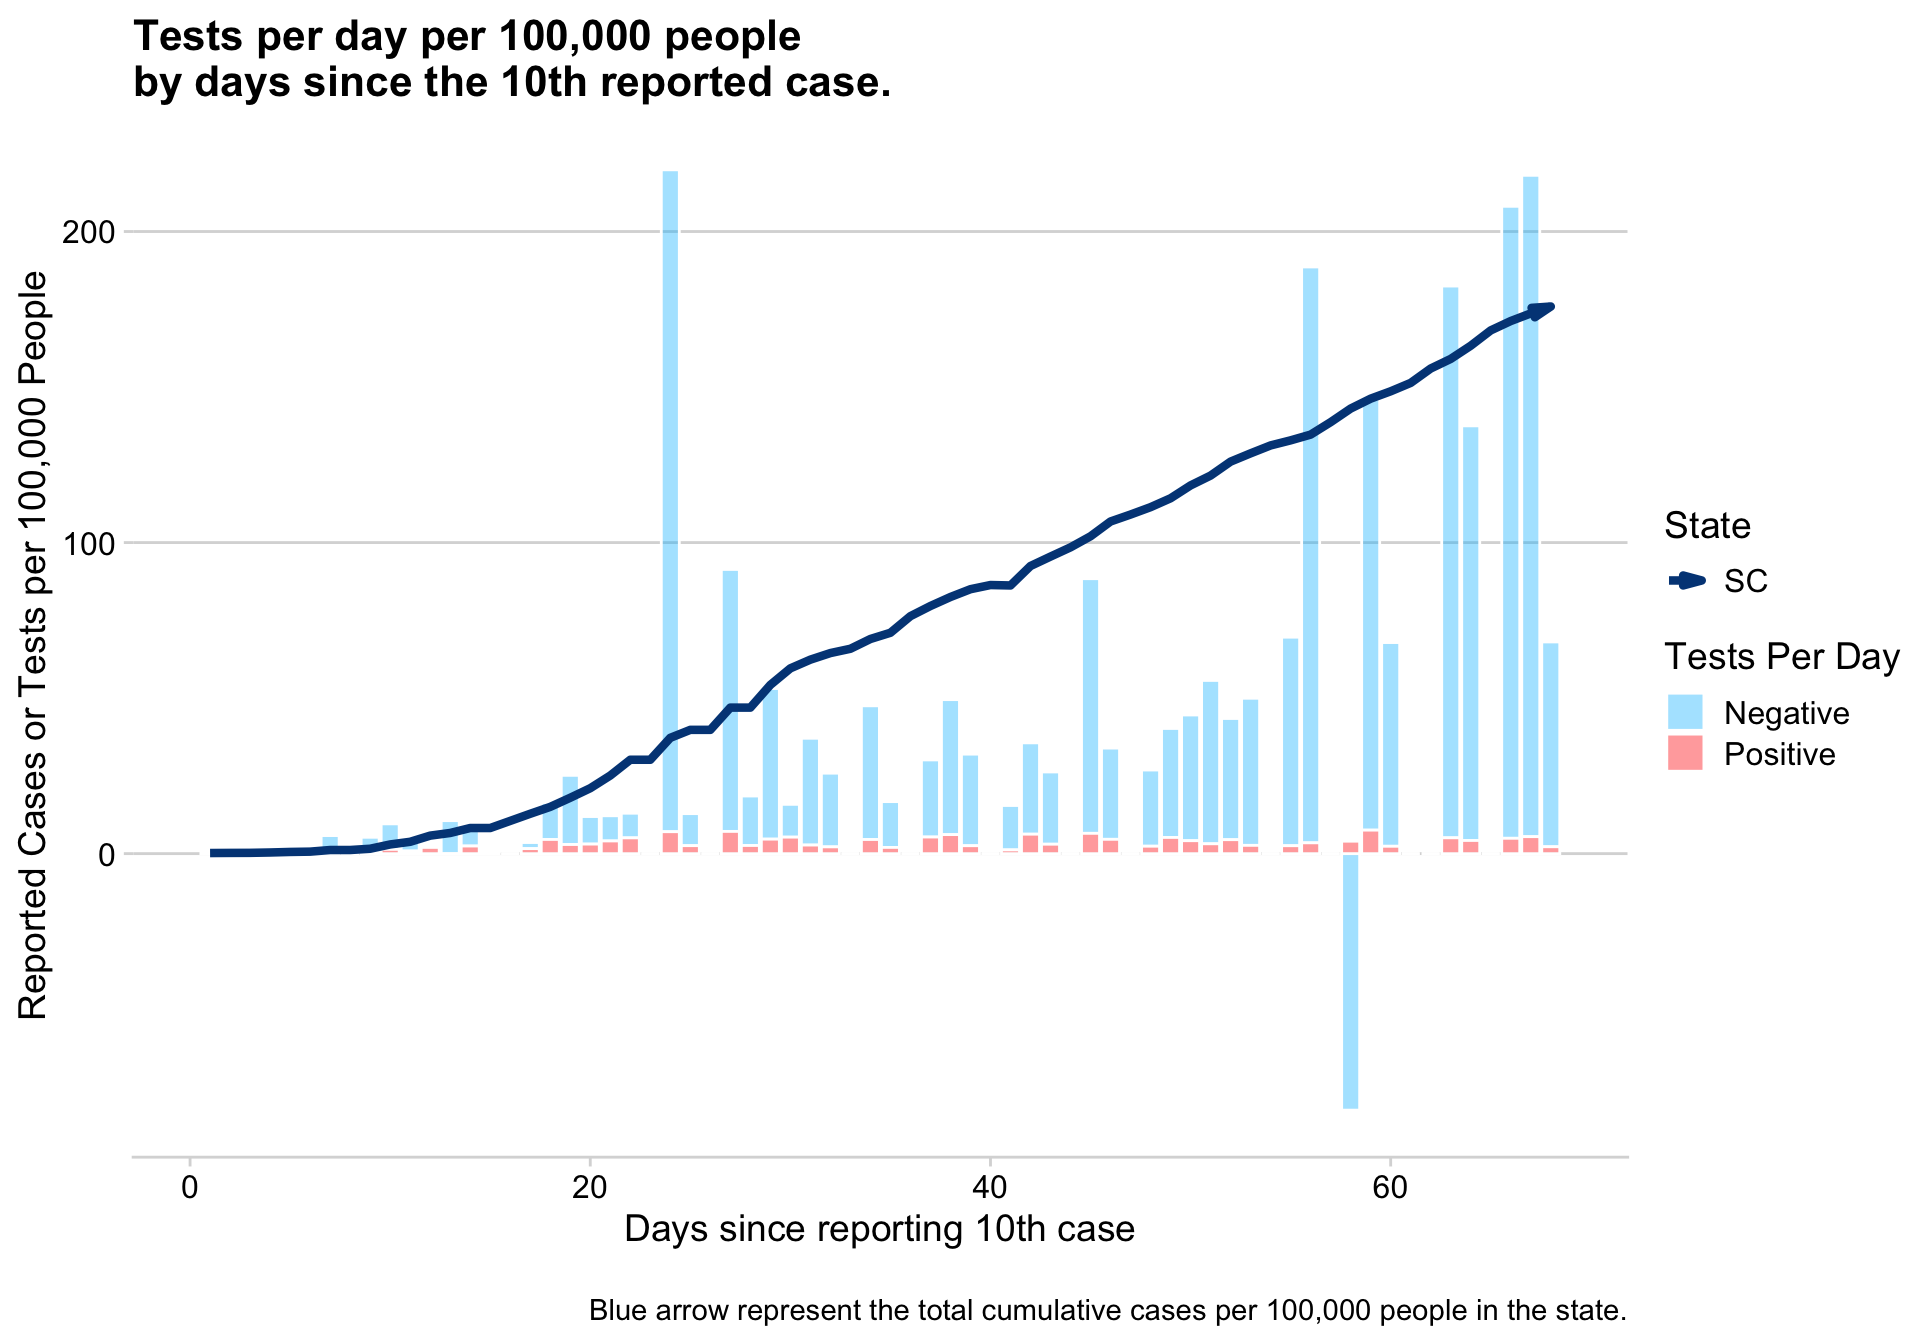 Tests per day per 100,000 people
by days since the 10th reported case.
Reported Cases or Tests per 100,000 People
200
100
0
0
20
40
60
Days since reporting 10th case
State
SC
Tests Per Day
Negative
Positive
Blue arrow represent the total cumulative cases per 100,000 people in the state.